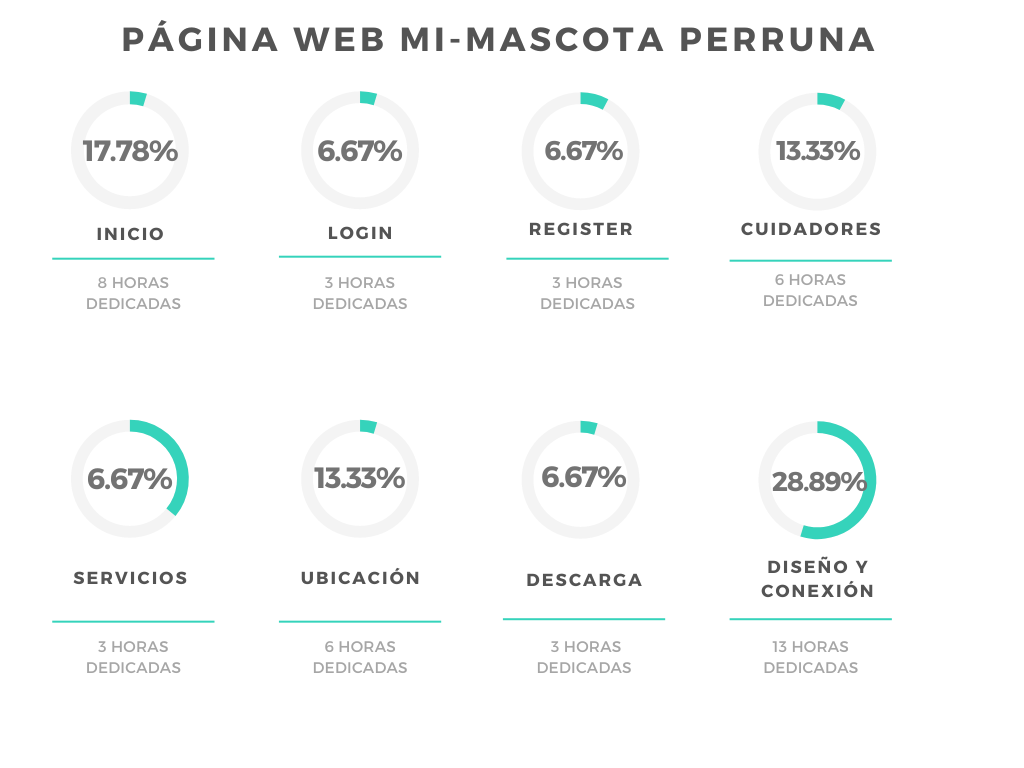 PÁGINA WEB MI-MASCOTA PERRUNA
17.78%
INICIO
8 HORAS
DEDICADAS
6.67%
LOGIN
3 HORAS
DEDICADAS
6.67%
REGISTER
3 HORAS
DEDICADAS
13.33%
CUIDADORES
6 HORAS
DEDICADAS
6.67%
SERVICIOS
3 HORAS
DEDICADAS
13.33%
UBICACIÓN
6 HORAS
DEDICADAS
6.67%
DESCARGA
3 HORAS
DEDICADAS
28.89%
DISEÑO Y
CONEXIÓN
13 HORAS
DEDICADAS